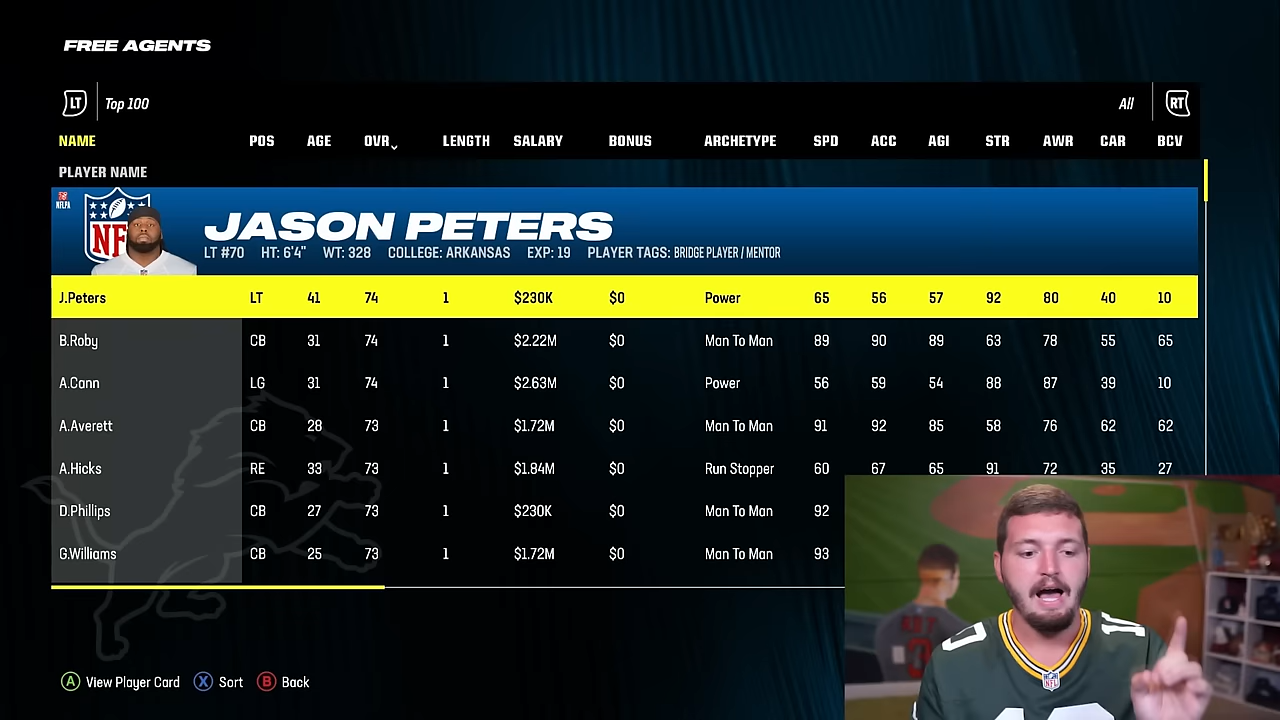 FREE AGENTS
LT Top 100 All RT
NAME POS AGE OVR LENGTH SALARY BONUS ARCHETYPE SPD ACC AGI STR AWR CAR BCV
PLAYER NAME
NFLPA
NF
JASON PETERS
LT #70 HT: 6'4" WT: 328 COLLEGE: ARKANSAS EXP: 19 PLAYER TAGS: BRIDGE PLAYER / MENTOR
J.Peters LT 41 74 1 $230K $0 Power 65 56 57 92 80 40 10
B.Roby CB 31 74 1 $2.22M $0 Man To Man 89 90 89 63 78 55 65
A.Cann LG 31 74 1 $2.63M $0 Power 56 59 54 88 87 39 10
A.Averett CB 28 73 1 $1.72M $0 Man To Man 91 92 85 58 76 62 62
A.Hicks RE 33 73 1 $1.84M $0 Run Stopper 60 67 65 91 72 35 27
D.Phillips CB 27 73 1 $230K $0 Man To Man 92
G.Williams CB 25 73 1 $1.72M $0 Man To Man 93
A View Player Card X Sort B Back
NFL